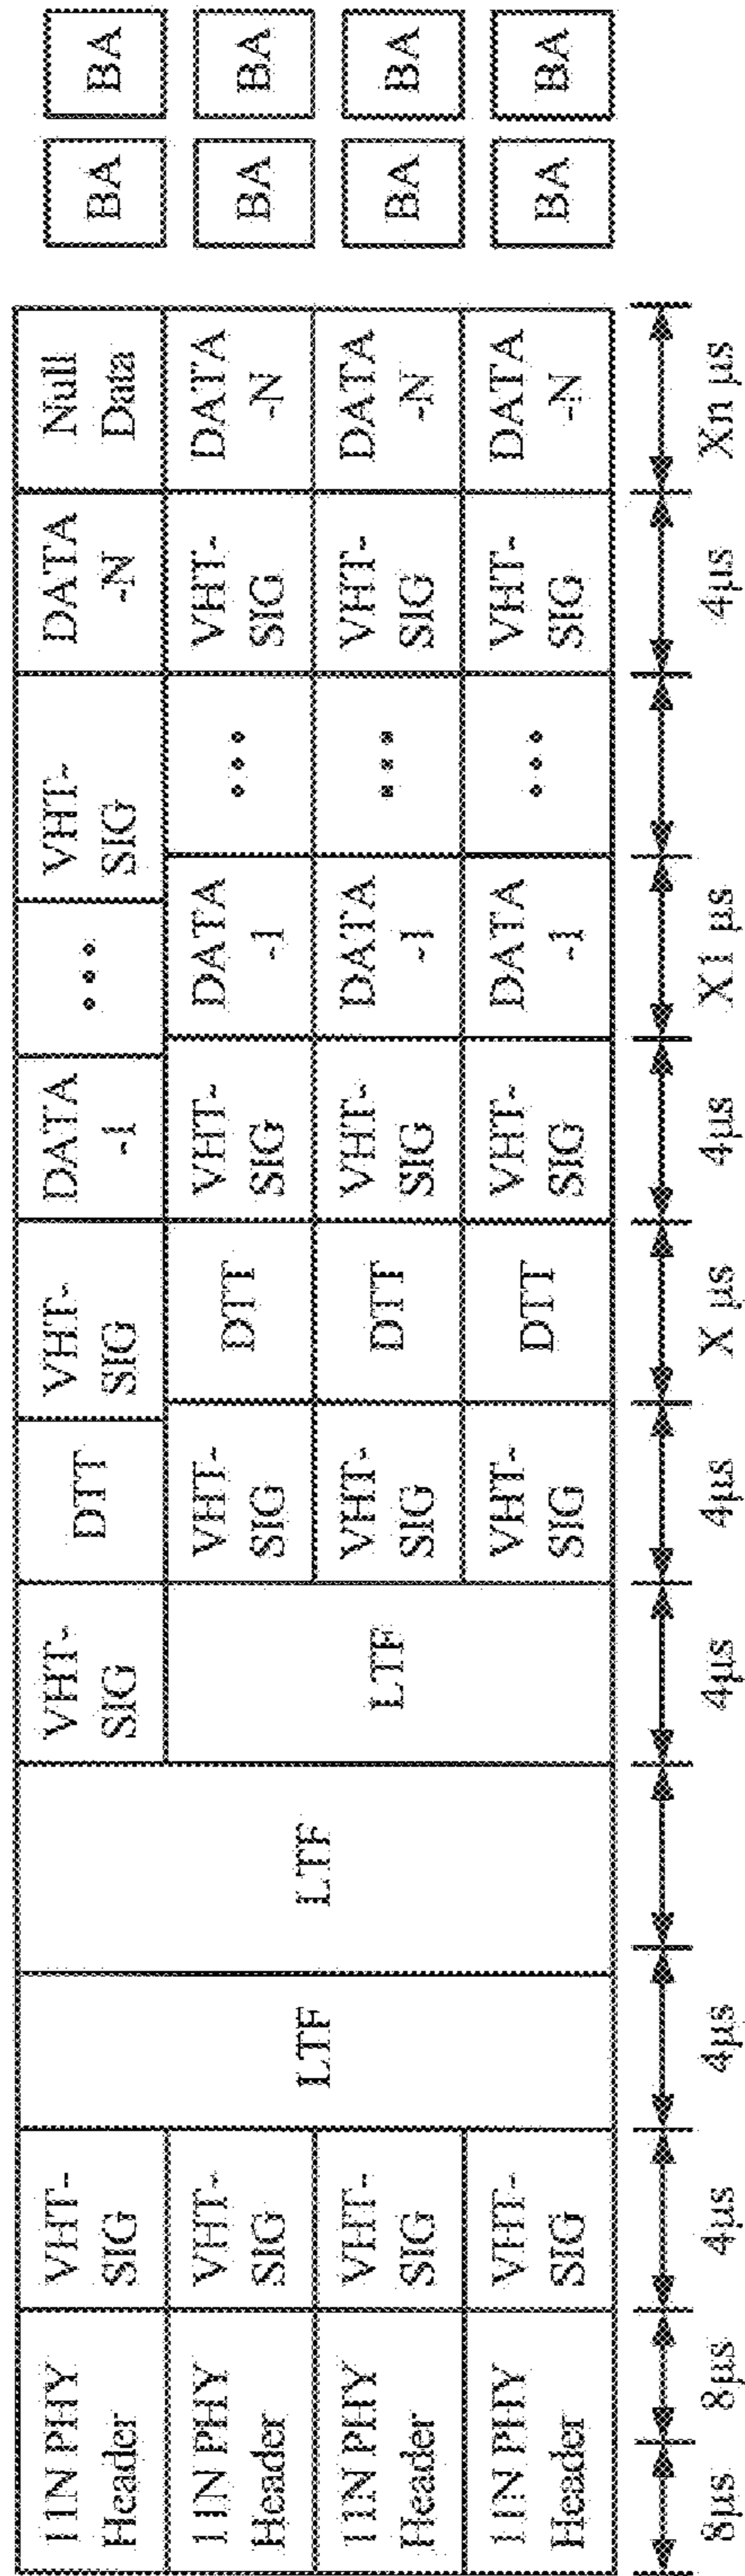 11N PHY
Header
VHT-
SIG
LTF
LTF
VHT-
SIG
DTT
VHT-
SIG
DATA
-1
...
VHT-
SIG
DATA
-N
Null
Data
BA
BA
11N PHY
Header
VHT-
SIG
LTF
VHT-
SIG
DTT
VHT-
SIG
DATA
-1
...
VHT-
SIG
DATA
-N
BA
BA
11N PHY
Header
VHT-
SIG
VHT-
SIG
DTT
VHT-
SIG
DATA
-1
...
VHT-
SIG
DATA
-N
BA
BA
11N PHY
Header
VHT-
SIG
VHT-
SIG
DTT
VHT-
SIG
DATA
-1
...
VHT-
SIG
DATA
-N
BA
BA
8µs
8µs
4µs
4µs
4µs
4µs
X µs
4µs
X1 µs
4µs
Xn µs